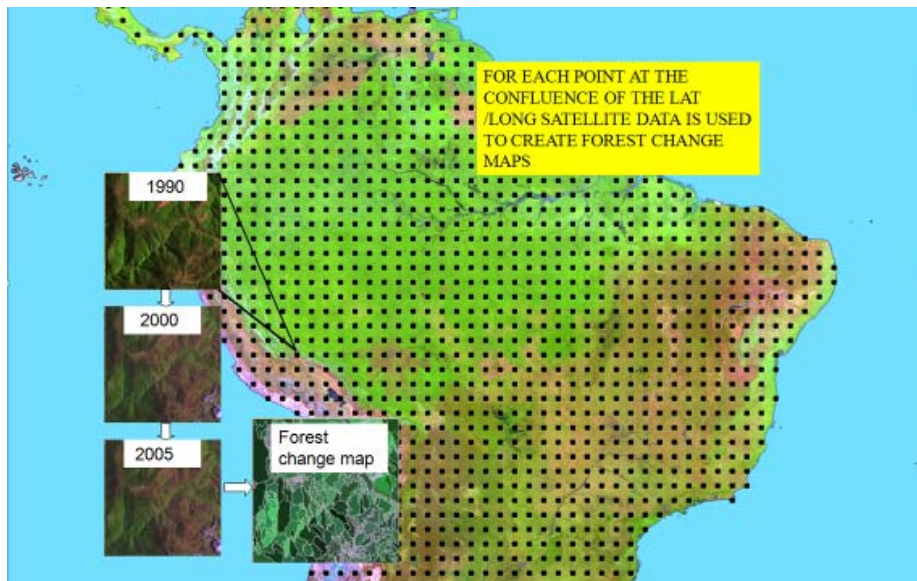 FOR EACH POINT AT THE
CONFLUENCE OF THE LAT
/LONG SATELLITE DATA IS USED
TO CREATE FOREST CHANGE
MAPS
1990
2000
2005
Forest
change map